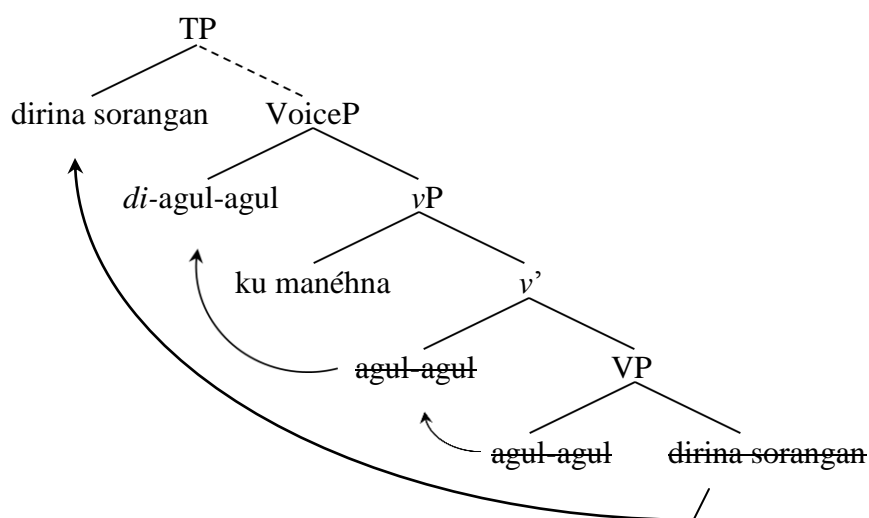 TP
dirina sorangan VoiceP
di-agul-agul vP
ku manéhna v’
agul-agul VP
agul-agul dirina sorangan